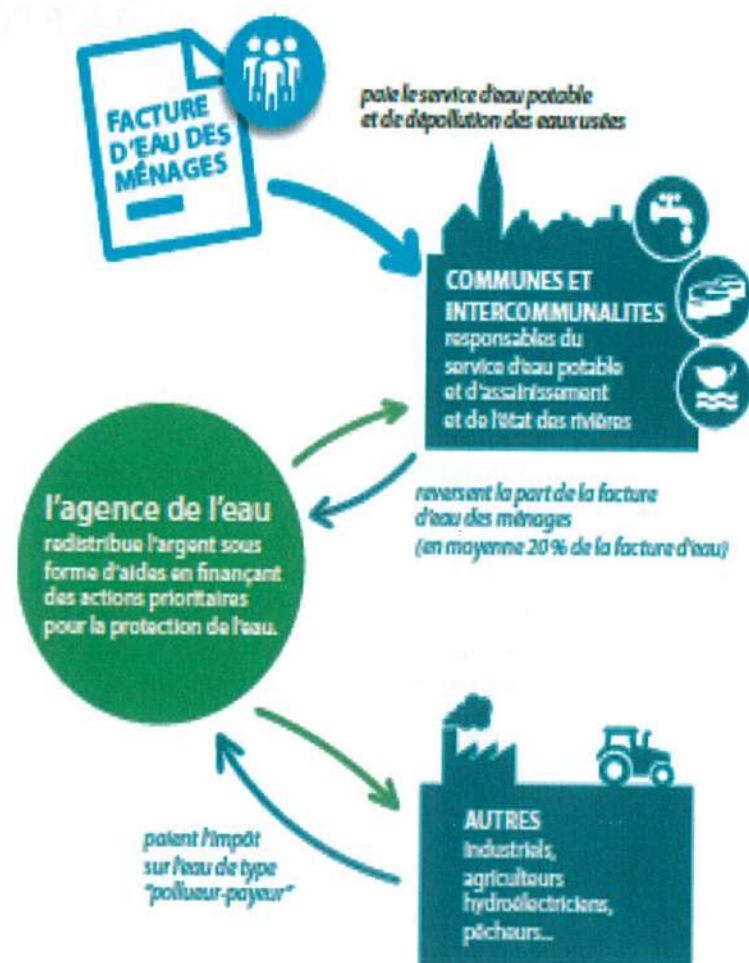 FACTURE
D'EAU DES
MÉNAGES
paie le service d'eau potable
et de dépollution des eaux usées
COMMUNES ET
INTERCOMMUNALITES
responsables du
service d'eau potable
et d'assainissement
et de l'état des rivières
reversent la part de la facture
d'eau des ménages
(en moyenne 20 % de la facture d'eau)
l'agence de l'eau
redistribue l'argent sous
forme d'aides en finançant
des actions prioritaires
pour la protection de l'eau.
paient l'impôt
sur l'eau de type
"pollueur-payeur"
AUTRES
industriels,
agriculteurs
hydroélectriciens,
pêcheurs...